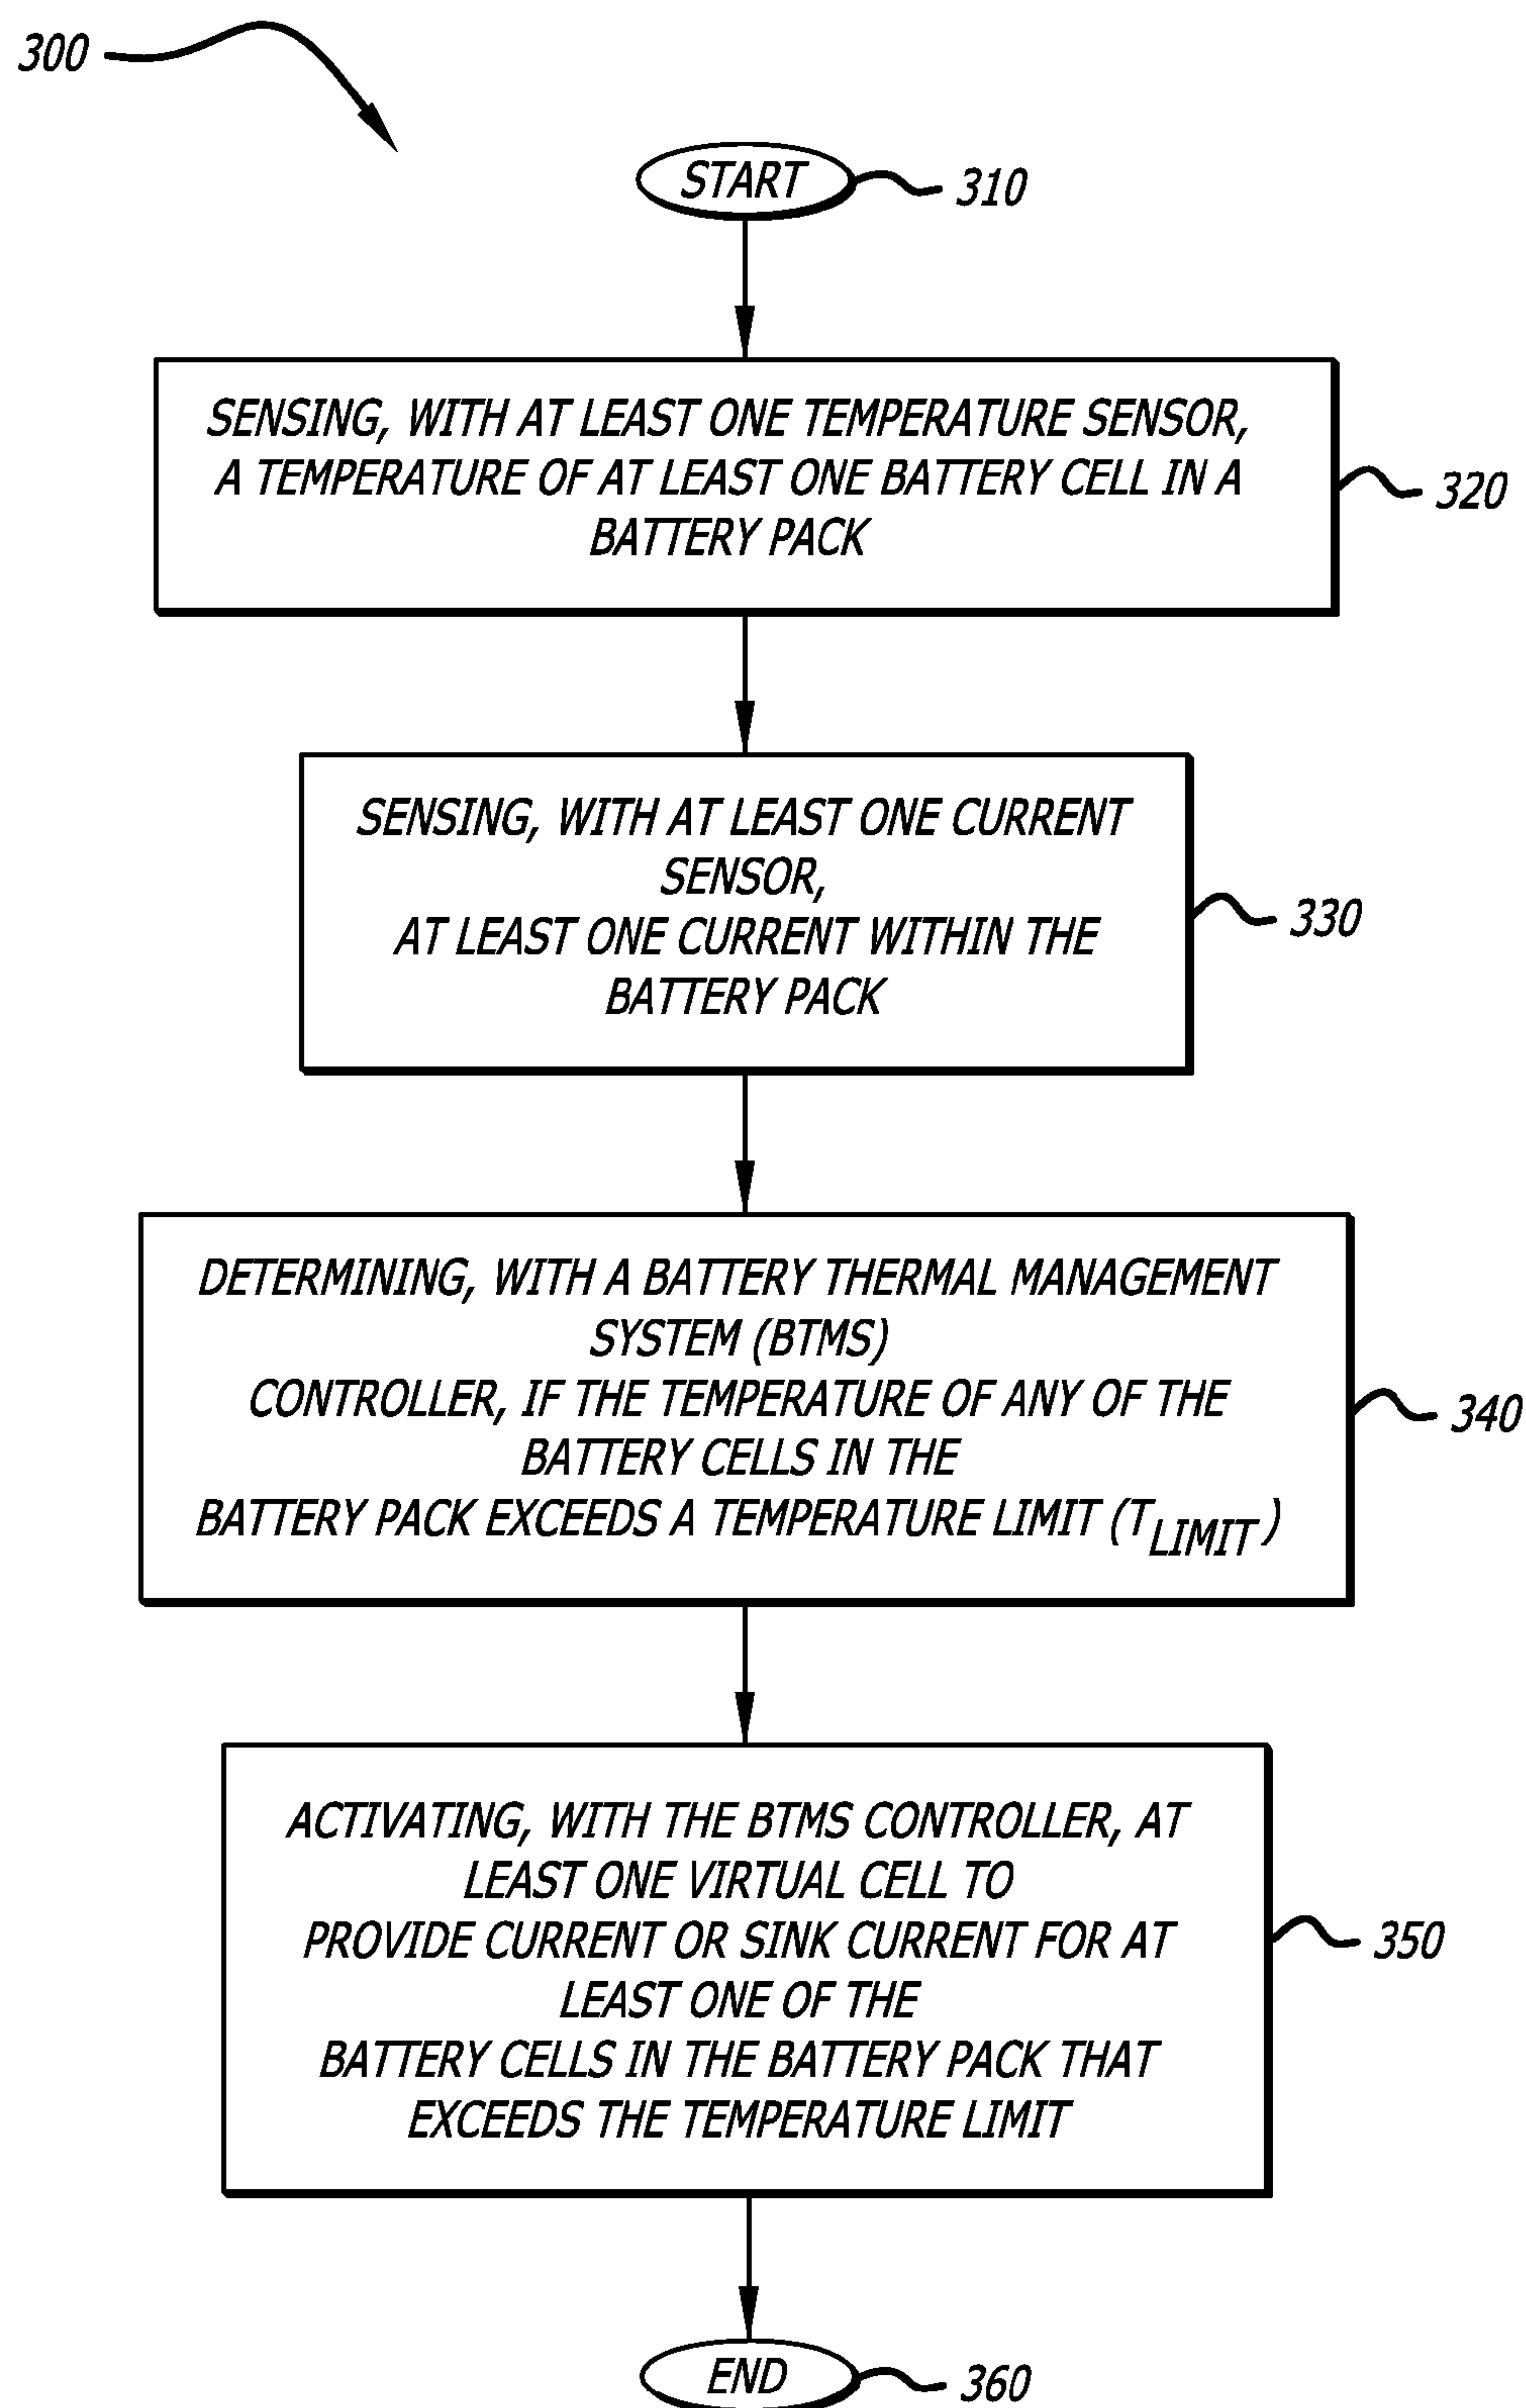 300
START
310
SENSING, WITH AT LEAST ONE TEMPERATURE SENSOR,
A TEMPERATURE OF AT LEAST ONE BATTERY CELL IN A
BATTERY PACK
320
SENSING, WITH AT LEAST ONE CURRENT
SENSOR,
AT LEAST ONE CURRENT WITHIN THE
BATTERY PACK
330
DETERMINING, WITH A BATTERY THERMAL MANAGEMENT
SYSTEM (BTMS)
CONTROLLER, IF THE TEMPERATURE OF ANY OF THE
BATTERY CELLS IN THE
BATTERY PACK EXCEEDS A TEMPERATURE LIMIT (TLIMIT)
340
ACTIVATING, WITH THE BTMS CONTROLLER, AT
LEAST ONE VIRTUAL CELL TO
PROVIDE CURRENT OR SINK CURRENT FOR AT
LEAST ONE OF THE
BATTERY CELLS IN THE BATTERY PACK THAT
EXCEEDS THE TEMPERATURE LIMIT
350
END
360